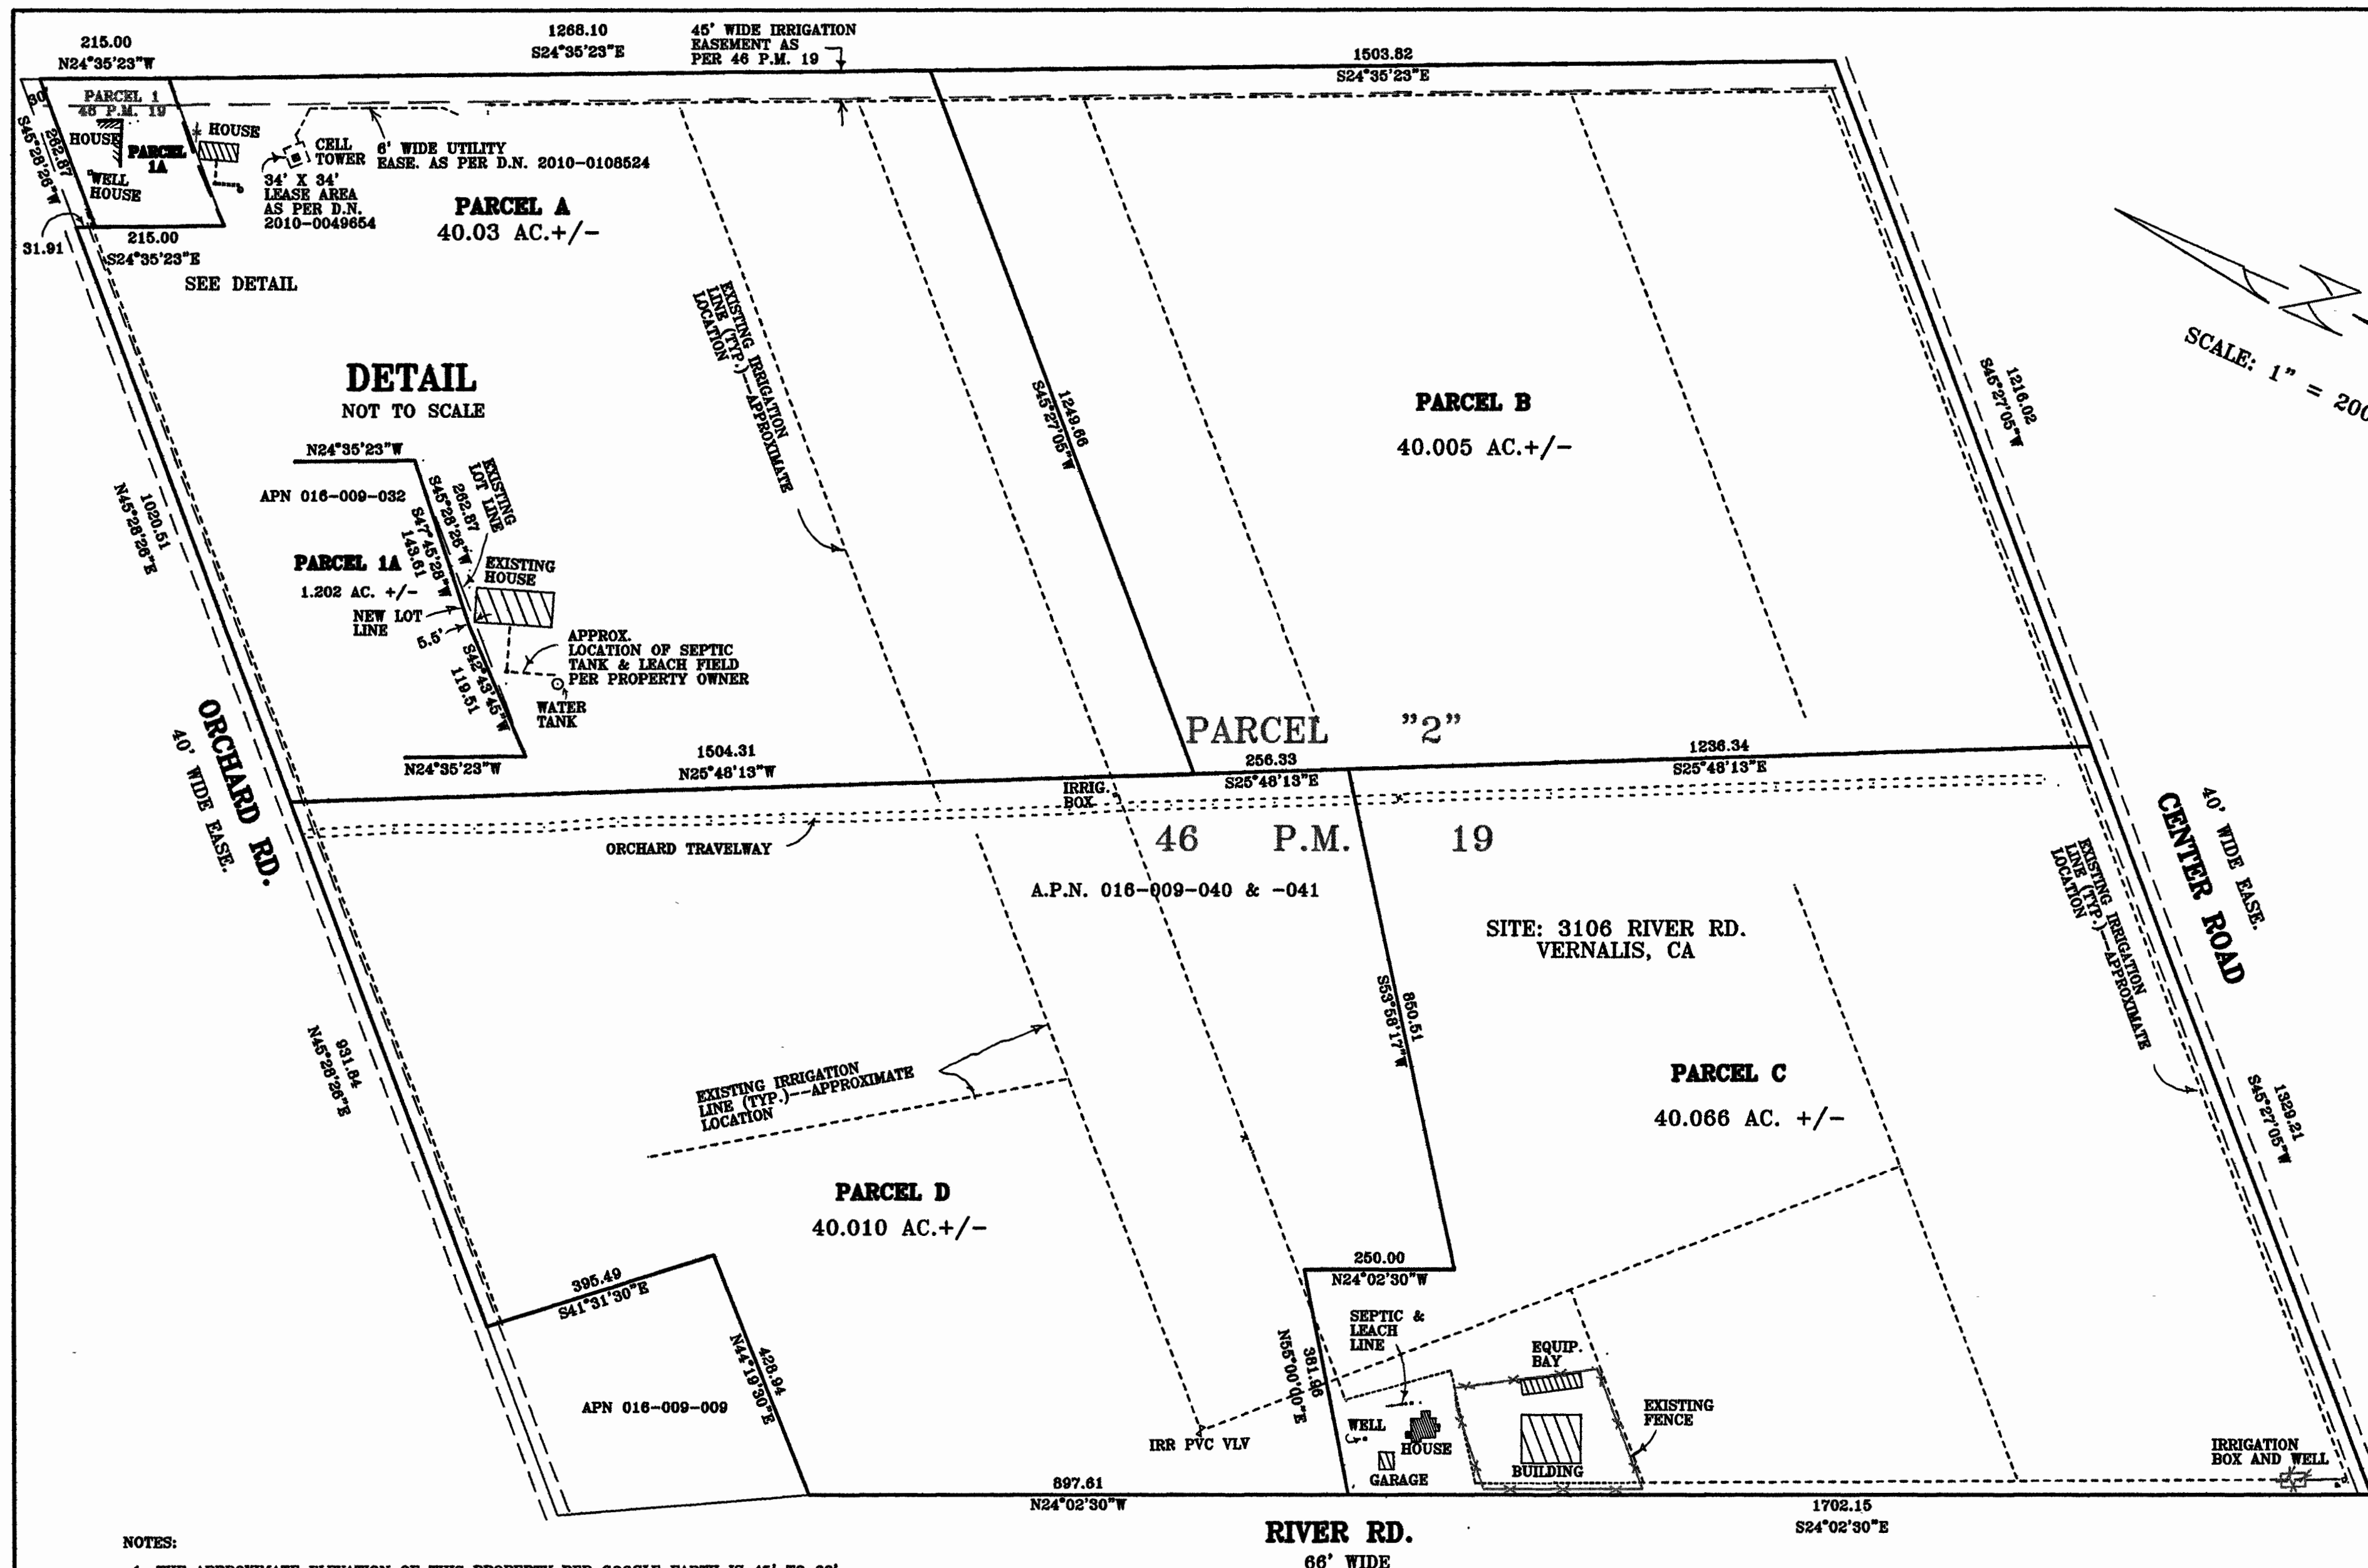 215.00
N24°35'23"W
1268.10
S24°35'23"E
45' WIDE IRRIGATION
EASEMENT AS
PER 46 P.M. 19
1503.82
S24°35'23"E
30
PARCEL 1
46 P.M. 19
HOUSE
PARCEL
1A
WELL
HOUSE
262.87
S45°28'26"W
HOUSE
CELL
TOWER
6' WIDE UTILITY
EASE. AS PER D.N. 2010-0108524
34' X 34'
LEASE AREA
AS PER D.N.
2010-0049654
PARCEL A
40.03 AC.+/-
31.91
215.00
S24°35'23"E
SEE DETAIL
EXISTING IRRIGATION
LINE (TYP.)--APPROXIMATE
LOCATION
1249.66
S45°27'05"W
PARCEL B
40.005 AC.+/-
1216.02
S45°27'05"W
SCALE: 1" = 200
DETAIL
NOT TO SCALE
N24°35'23"W
APN 016-009-032
EXISTING
LOT LINE
262.87
S45°28'26"W
S47°45'28"W
143.61
PARCEL 1A
1.202 AC. +/-
EXISTING
HOUSE
NEW LOT
LINE
5.5'
S42°43'45"W
119.51
APPROX.
LOCATION OF SEPTIC
TANK & LEACH FIELD
PER PROPERTY OWNER
WATER
TANK
N24°35'23"W
1020.51
N45°28'26"E
ORCHARD RD.
40' WIDE EASE.
1504.31
N25°48'13"W
PARCEL "2"
256.33
S25°48'13"E
1236.34
S25°48'13"E
IRRIG.
BOX
ORCHARD TRAVELWAY
46 P.M. 19
A.P.N. 016-009-040 & -041
SITE: 3106 RIVER RD.
VERNALIS, CA
40' WIDE EASE.
CENTER ROAD
EXISTING IRRIGATION
LINE (TYP.)--APPROXIMATE
LOCATION
850.51
S53°58'17"W
931.84
N45°28'26"E
EXISTING IRRIGATION
LINE (TYP.)--APPROXIMATE
LOCATION
PARCEL C
40.066 AC. +/-
1329.21
S45°27'05"W
PARCEL D
40.010 AC.+/-
395.49
S41°31'30"E
428.94
N44°19'30"E
APN 016-009-009
250.00
N24°02'30"W
381.96
N55°00'00"E
SEPTIC &
LEACH
LINE
EQUIP.
BAY
EXISTING
FENCE
WELL
HOUSE
GARAGE
BUILDING
IRR PVC VLV
IRRIGATION
BOX AND WELL
897.61
N24°02'30"W
1702.15
S24°02'30"E
RIVER RD.
66' WIDE
NOTES:
1. THE APPROXIMATE ELEVATION OF THIS PROPERTY PER GOOGLE EARTH IS